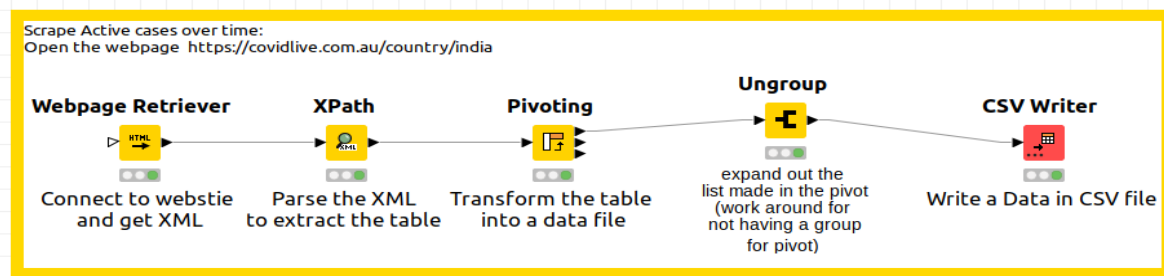 Scrape Active cases over time:
Open the webpage https://covidlive.com.au/country/india
Webpage Retriever
HTML
Connect to webstie
and get XML
XPath
XML
Parse the XML
to extract the table
Pivoting
Transform the table
into a data file
Ungroup
expand out the
list made in the pivot
(work around for
not having a group
for pivot)
CSV Writer
Write a Data in CSV file